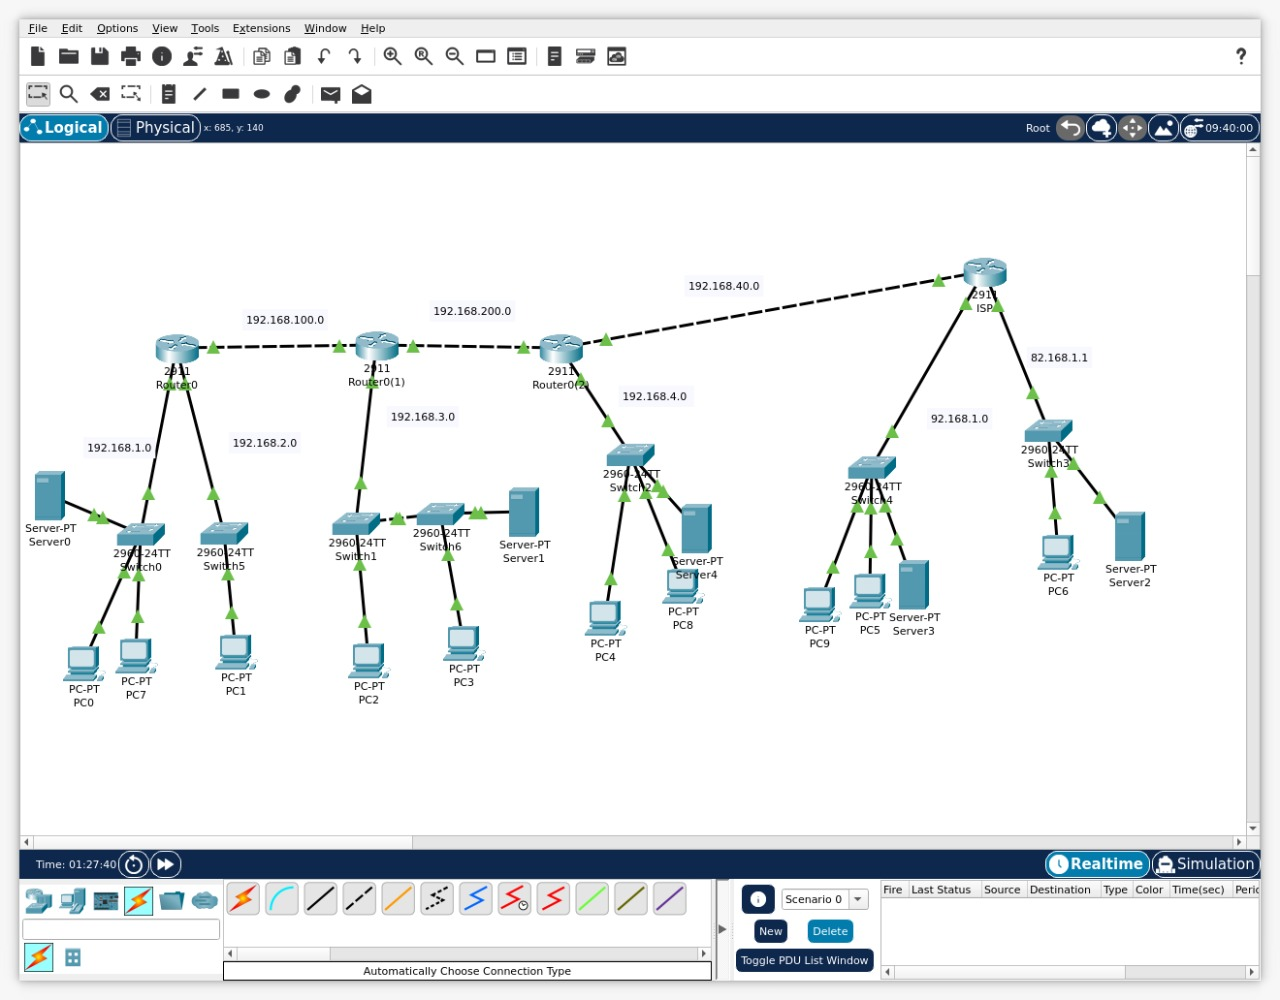 File Edit Options View Tools Extensions Window Help
?
Logical Physical x: 685, y: 140 Root 09:40:00
192.168.40.0
2911
ISP
192.168.200.0
192.168.100.0
2911
Router0
2911
Router0(1)
2911
Router0(2)
82.168.1.1
192.168.4.0
192.168.3.0
92.168.1.0
192.168.2.0
192.168.1.0
2960-24TT
Switch3
2960-24TT
Switch2
2960-24TT
Switch4
Server-PT
Server0
2960-24TT
Switch0
2960-24TT
Switch5
2960-24TT
Switch1
2960-24TT
Switch6
Server-PT
Server1
Server-PT
Server4
PC-PT
PC6
Server-PT
Server2
PC-PT
PC8
PC-PT
PC4
PC-PT
PC9
PC-PT
PC5
Server-PT
Server3
PC-PT
PC0
PC-PT
PC7
PC-PT
PC1
PC-PT
PC2
PC-PT
PC3
Time: 01:27:40 Realtime Simulation
Scenario 0
New Delete
Toggle PDU List Window
Fire Last Status Source Destination Type Color Time(sec) Peric
Automatically Choose Connection Type